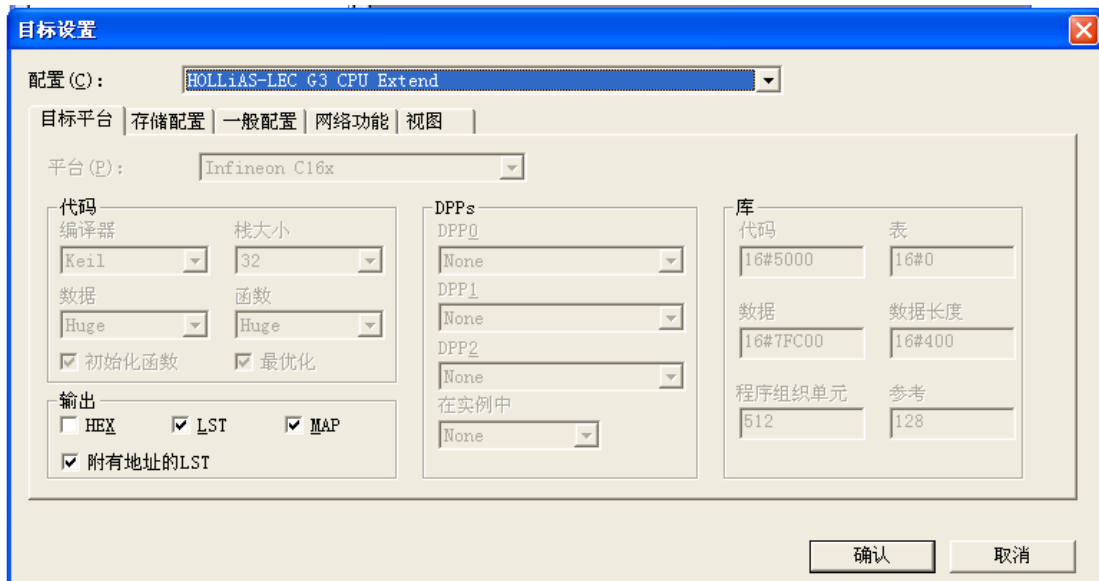 目标设置
配置(C): HOLLiAS-LEC G3 CPU Extend
目标平台 存储配置 一般配置 网络功能 视图
平台(P): Infineon C16x
代码
编译器 栈大小
Keil 32
数据 函数
Huge Huge
初始化函数 最优化
输出
HEX LST MAP
附有地址的LST
DPPs
DPP0
None
DPP1
None
DPP2
None
在实例中
None
库
代码 表
16#5000 16#0
数据 数据长度
16#7FC00 16#400
程序组织单元 参考
512 128
确认 取消